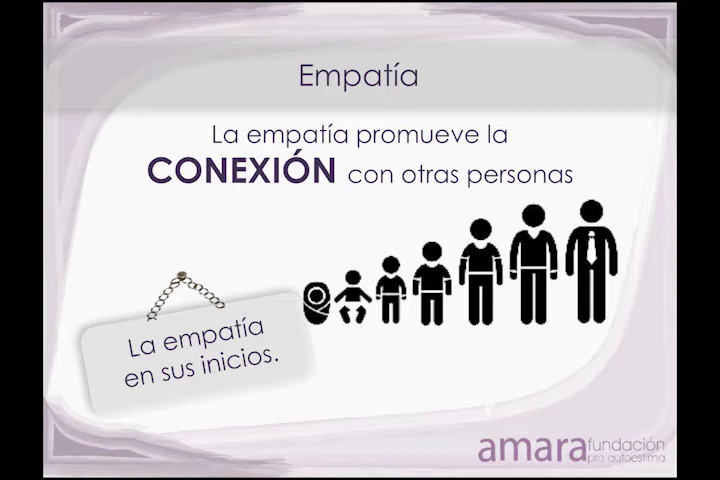 Empatía
La empatía promueve la
CONEXIÓN con otras personas
La empatía
en sus inicios.
amara fundación
pro autoestima